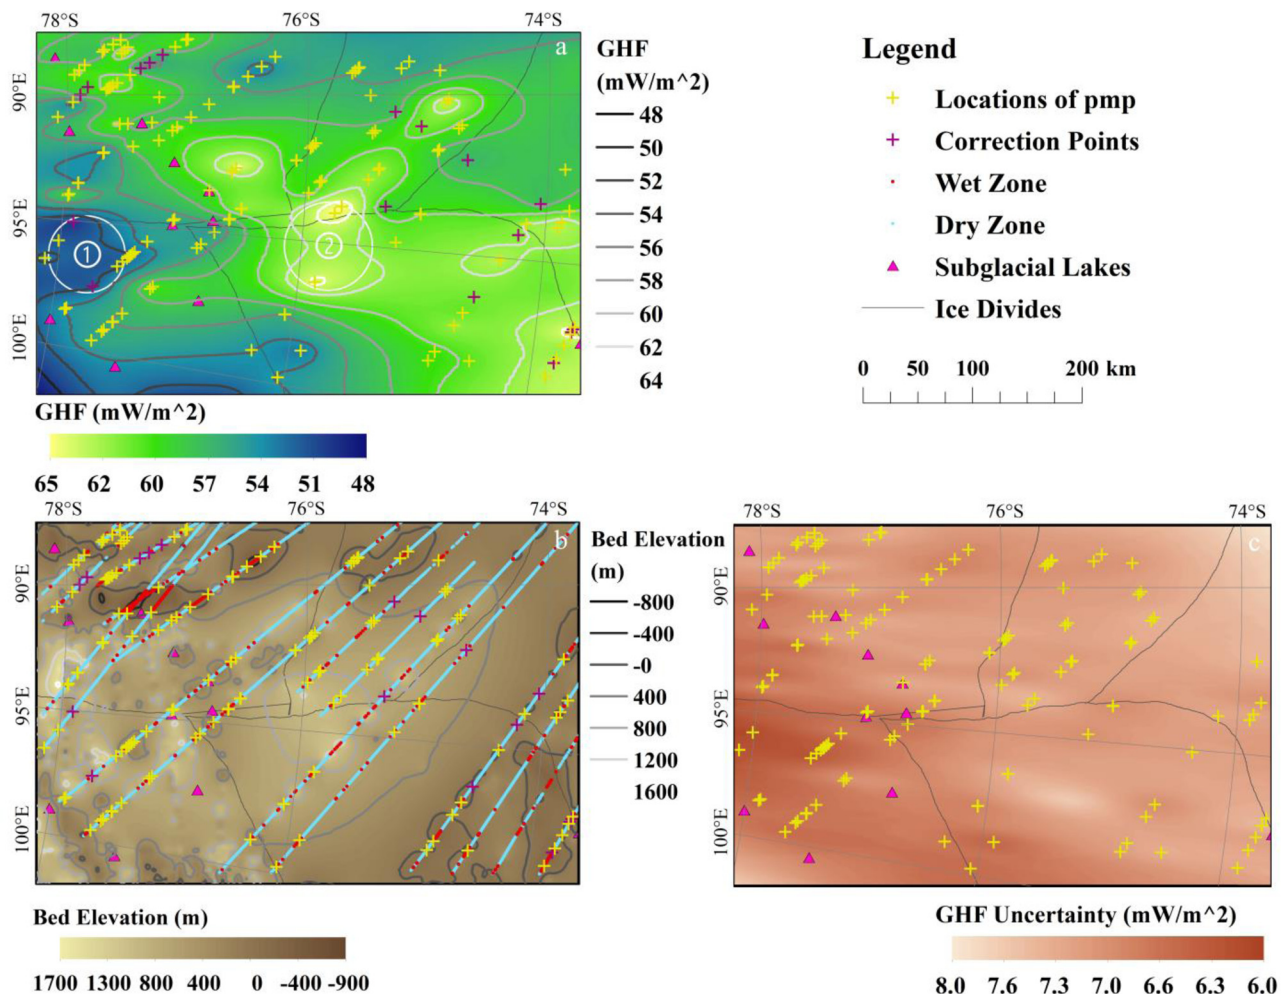 78°S
76°S
74°S
a
90°E
95°E
100°E
1
2
GHF
(mW/m^2)
48
50
52
54
56
58
60
62
64
Legend
Locations of pmp
Correction Points
Wet Zone
Dry Zone
Subglacial Lakes
Ice Divides
0 50 100 200 km
GHF (mW/m^2)
65 62 60 57 54 51 48
78°S
76°S
74°S
b
90°E
95°E
100°E
Bed Elevation
(m)
-800
-400
-0
400
800
1200
1600
78°S
76°S
74°S
c
90°E
95°E
100°E
Bed Elevation (m)
1700 1300 800 400 0 -400 -900
GHF Uncertainty (mW/m^2)
8.0 7.6 7.3 7.0 6.6 6.3 6.0